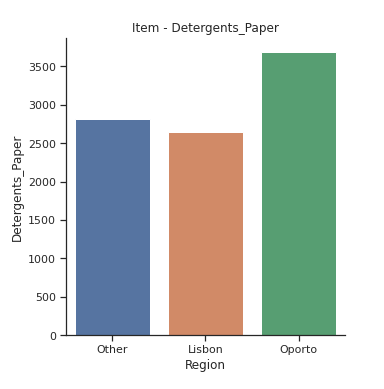 Item - Detergents_Paper
Detergents_Paper
3500
3000
2500
2000
1500
1000
500
0
Other Lisbon Oporto
Region